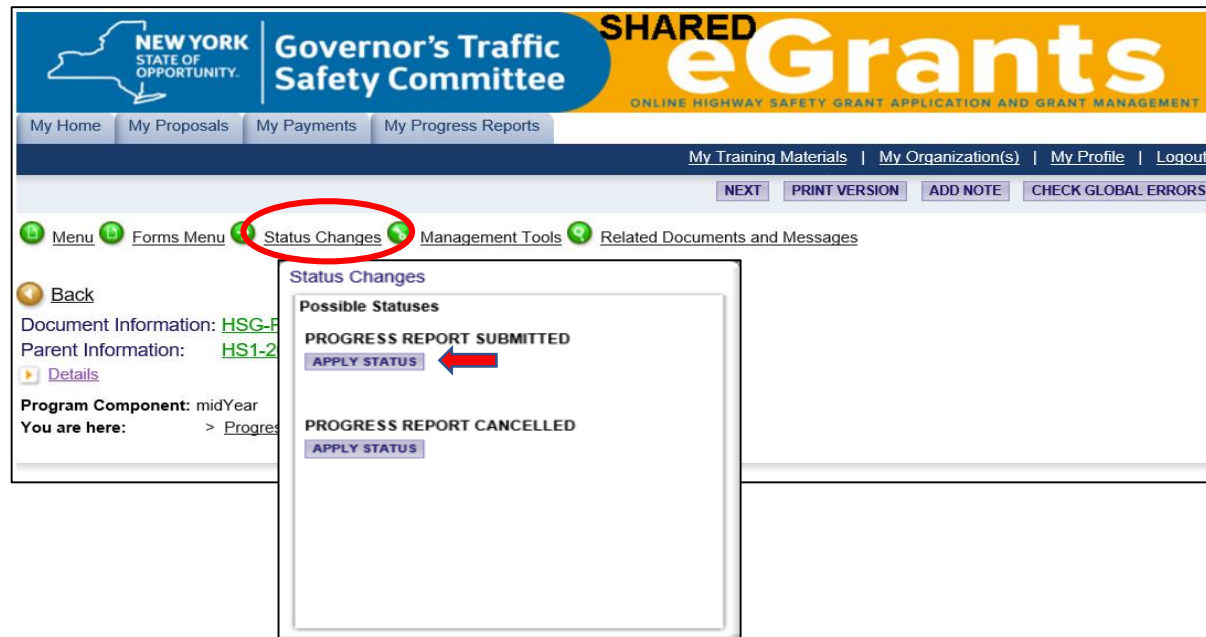 NEW YORK
STATE OF
OPPORTUNITY.
Governor's Traffic
Safety Committee
SHARED
eGrants
ONLINE HIGHWAY SAFETY GRANT APPLICATION AND GRANT MANAGEMENT
My Home My Proposals My Payments My Progress Reports
My Training Materials | My Organization(s) | My Profile | Logout
NEXT PRINT VERSION ADD NOTE CHECK GLOBAL ERRORS
Menu Forms Menu Status Changes Management Tools Related Documents and Messages
Status Changes
Possible Statuses
PROGRESS REPORT SUBMITTED
APPLY STATUS
PROGRESS REPORT CANCELLED
APPLY STATUS
Back
Document Information: HSG-
Parent Information: HS1-2
Details
Program Component: midYear
You are here: > Progres